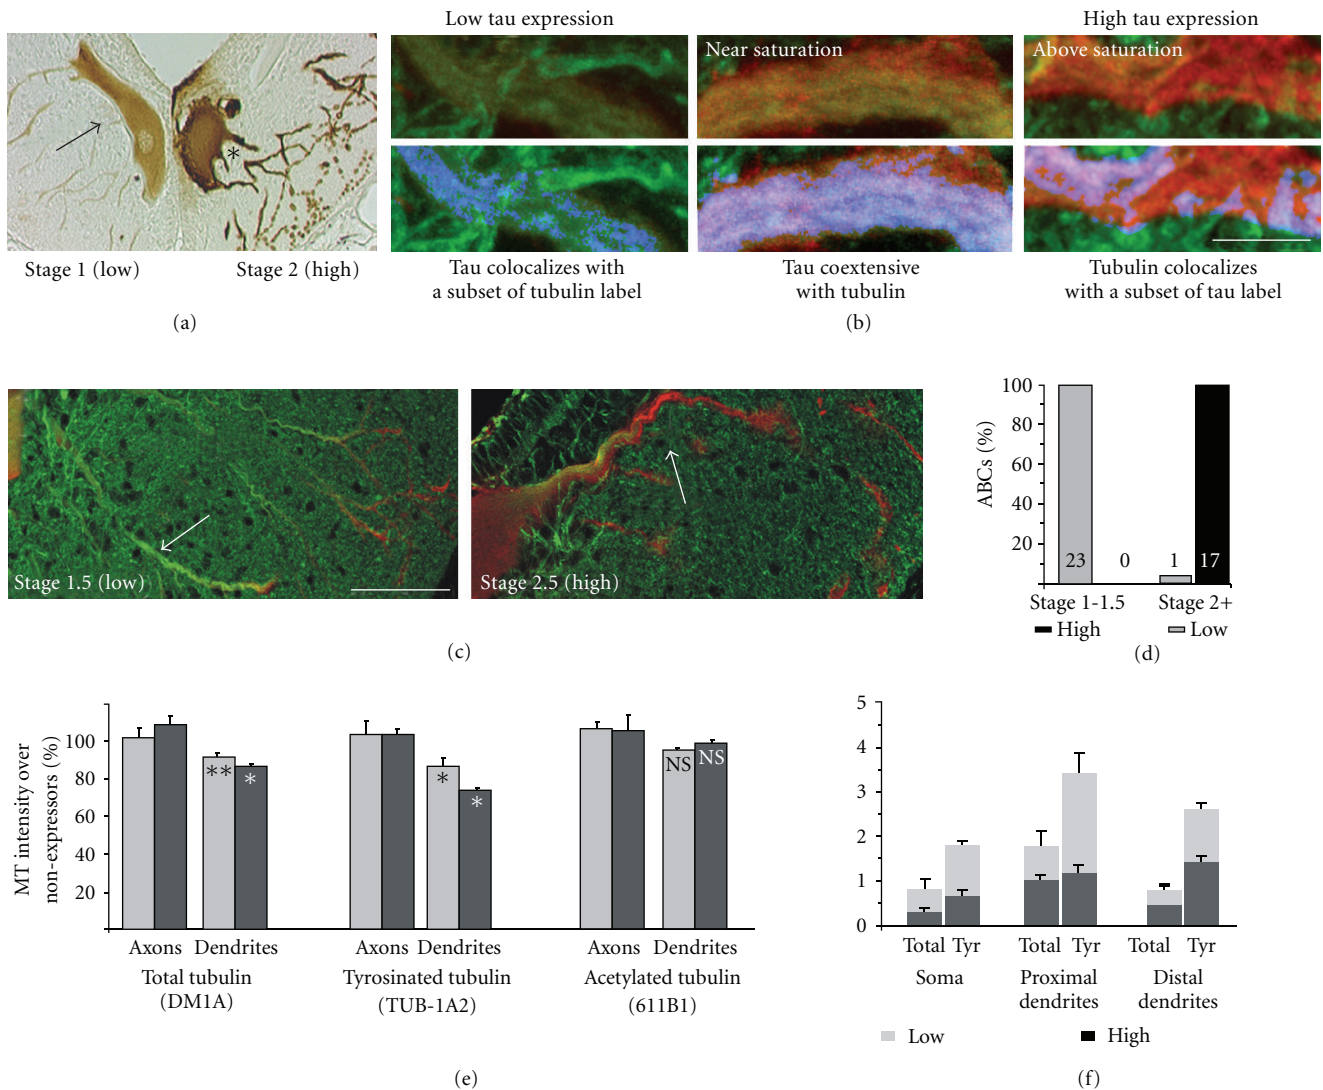 Low tau expression
High tau expression
Near saturation
Above saturation
*
Stage 1 (low)
Stage 2 (high)
Tau colocalizes with
a subset of tubulin label
Tau coextensive
with tubulin
Tubulin colocalizes
with a subset of tau label
(a)
(b)
Stage 1.5 (low)
Stage 2.5 (high)
(c)
ABCs (%)
100
80
60
40
20
23
0
1
17
Stage 1-1.5
Stage 2+
High
Low
(d)
MT intensity over
non-expressors (%)
100
80
60
40
20
**
*
*
*
NS
NS
Axons Dendrites
Axons Dendrites
Axons Dendrites
Total tubulin
(DM1A)
Tyrosinated tubulin
(TUB-1A2)
Acetylated tubulin
(611B1)
(e)
5
4
3
2
1
0
Total Tyr
Total Tyr
Total Tyr
Soma
Proximal
dendrites
Distal
dendrites
Low
High
(f)